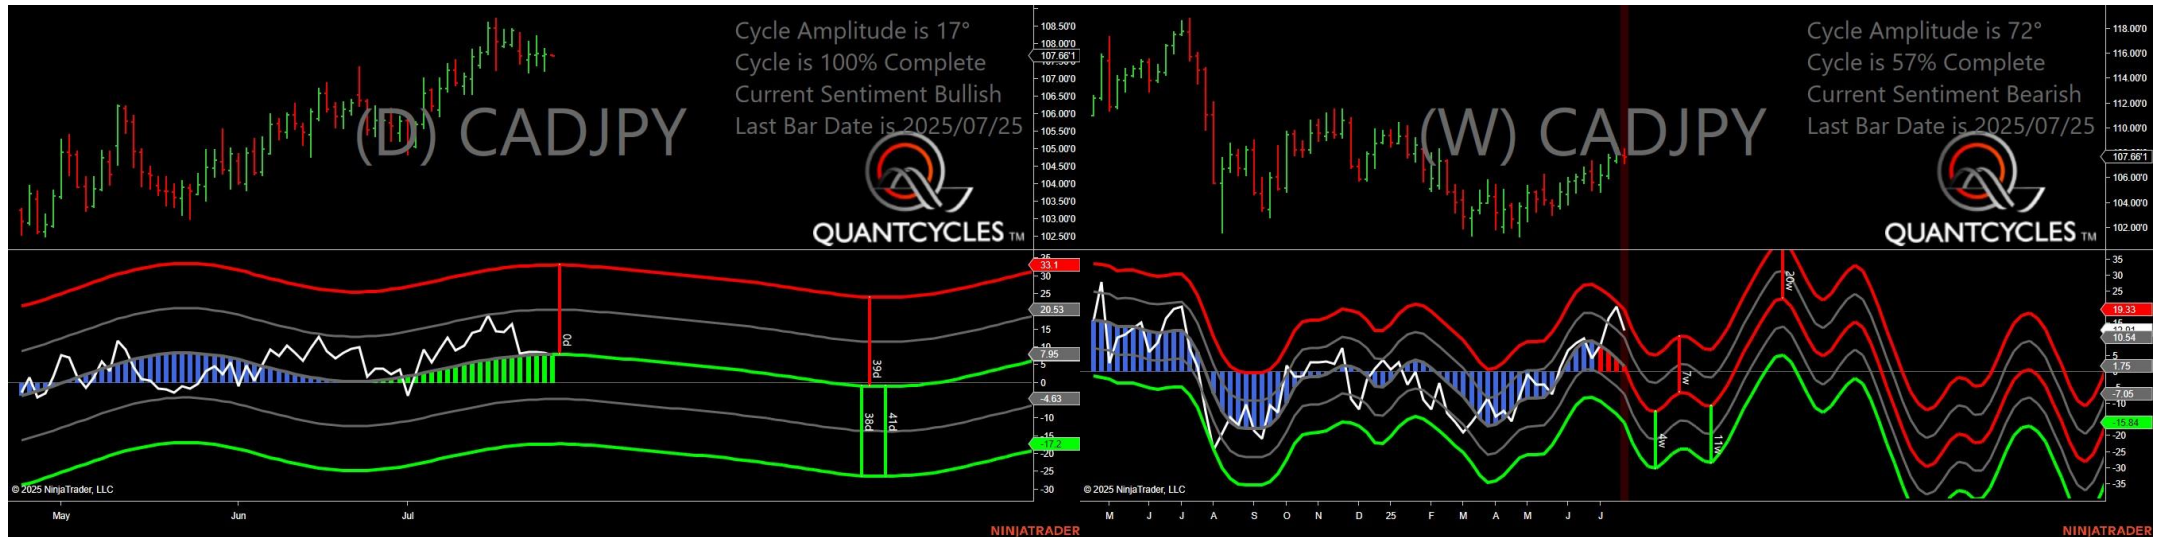 Cycle Amplitude is 17°
Cycle is 100% Complete
Current Sentiment Bullish
Last Bar Date is 2025/07/25
(D) CADJPY
QUANTCYCLES TM
108.50'0
108.00'0
107.66'1
107.00'0
106.50'0
106.00'0
105.50'0
105.00'0
104.50'0
104.00'0
103.50'0
103.00'0
102.50'0
33.1
30
25
20.53
15
10
7.95
5
0
-4.63
-10
-15
-17.2
-20
-25
-30
0d
39d
38d
41d
© 2025 NinjaTrader, LLC
May
Jun
Jul
NINJATRADER
Cycle Amplitude is 72°
Cycle is 57% Complete
Current Sentiment Bearish
Last Bar Date is 2025/07/25
(W) CADJPY
QUANTCYCLES TM
118.00'0
116.00'0
114.00'0
112.00'0
110.00'0
107.66'1
106.00'0
104.00'0
102.00'0
35
30
25
19.33
15
10.54
5
1.75
-7.05
-10
-15.84
-20
-25
-30
-35
20w
7w
4w
11w
© 2025 NinjaTrader, LLC
M
J
J
A
S
O
N
D
25
F
M
A
M
J
J
NINJATRADER